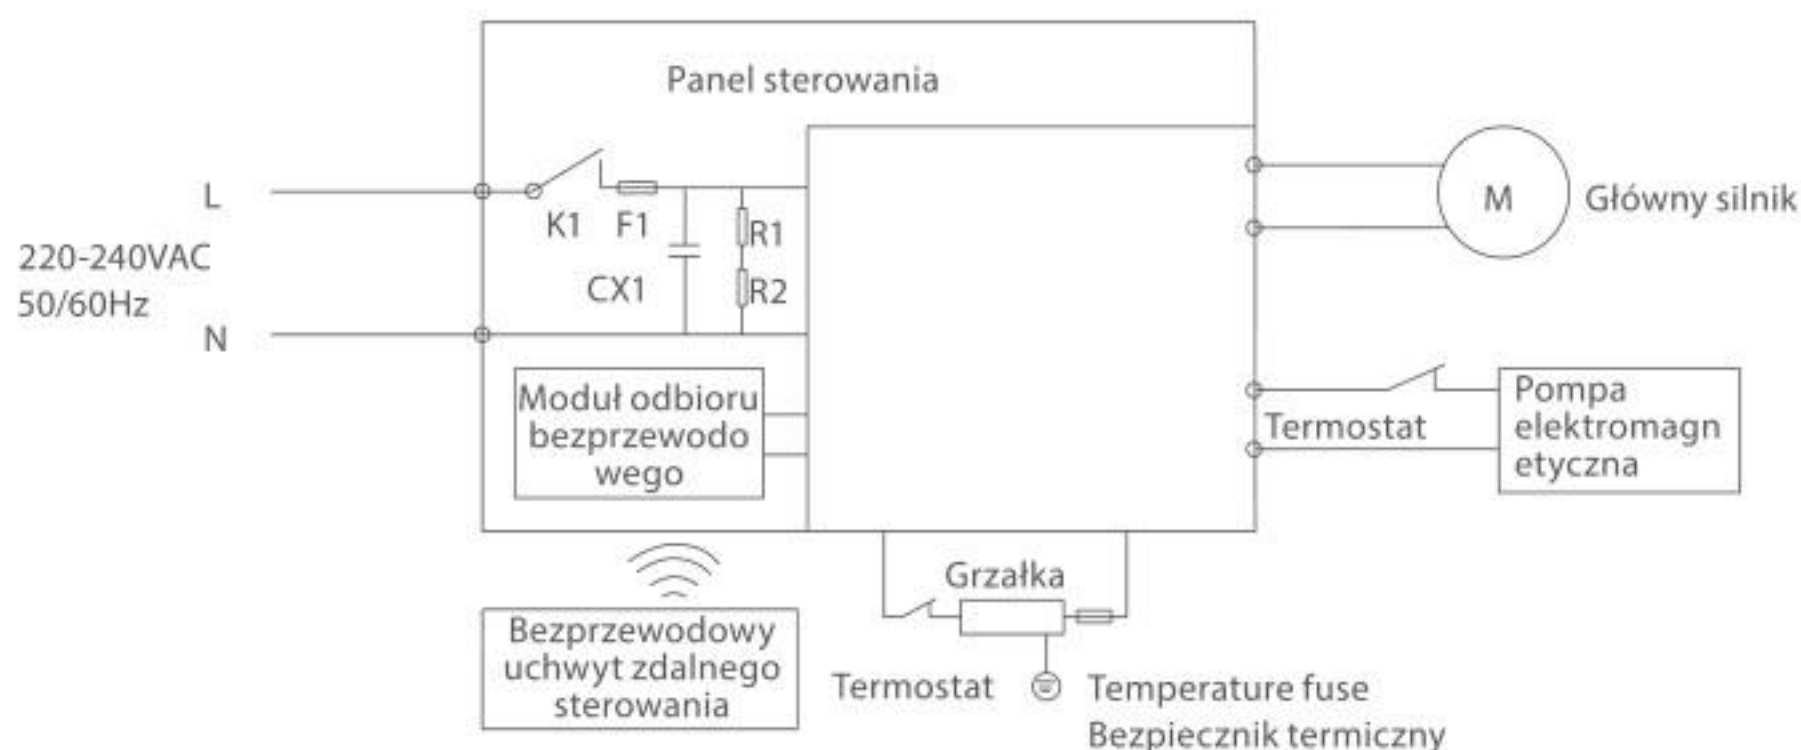 Panel sterowania
L
220-240VAC
50/60Hz
N
K1
F1
CX1
R1
R2
M
Główny silnik
Moduł odbioru
bezprzewodo
wego
Termostat
Pompa
elektromagn
etyczna
Grzałka
Bezprzewodowy
uchwyt zdalnego
sterowania
Termostat
Temperature fuse
Bezpiecznik termiczny